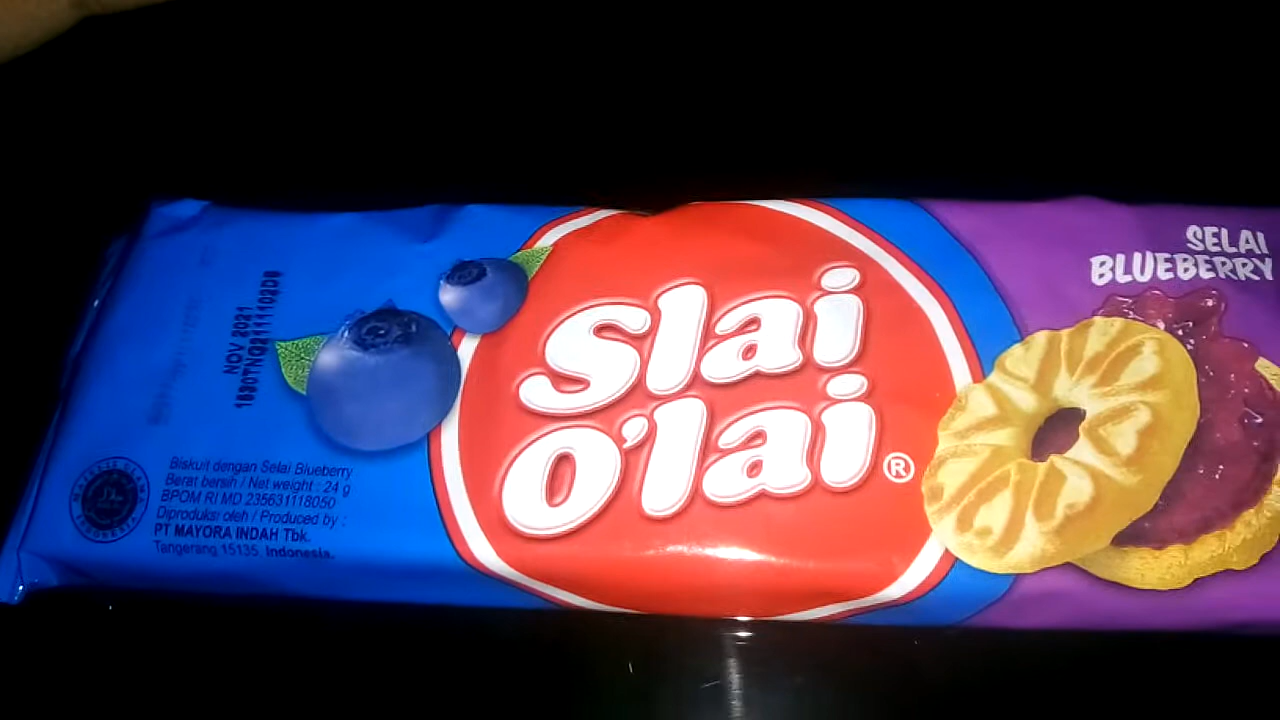 NOV 2021
Biskuit dengan Selai Blueberry
Berat bersih / Net weight : 24 g
BPOM RI MD 235631118050
Diproduksi oleh / Produced by :
PT MAYORA INDAH Tbk.
Tangerang 15135, Indonesia.
Slai
O'lai
®
SELAI
BLUEBERRY